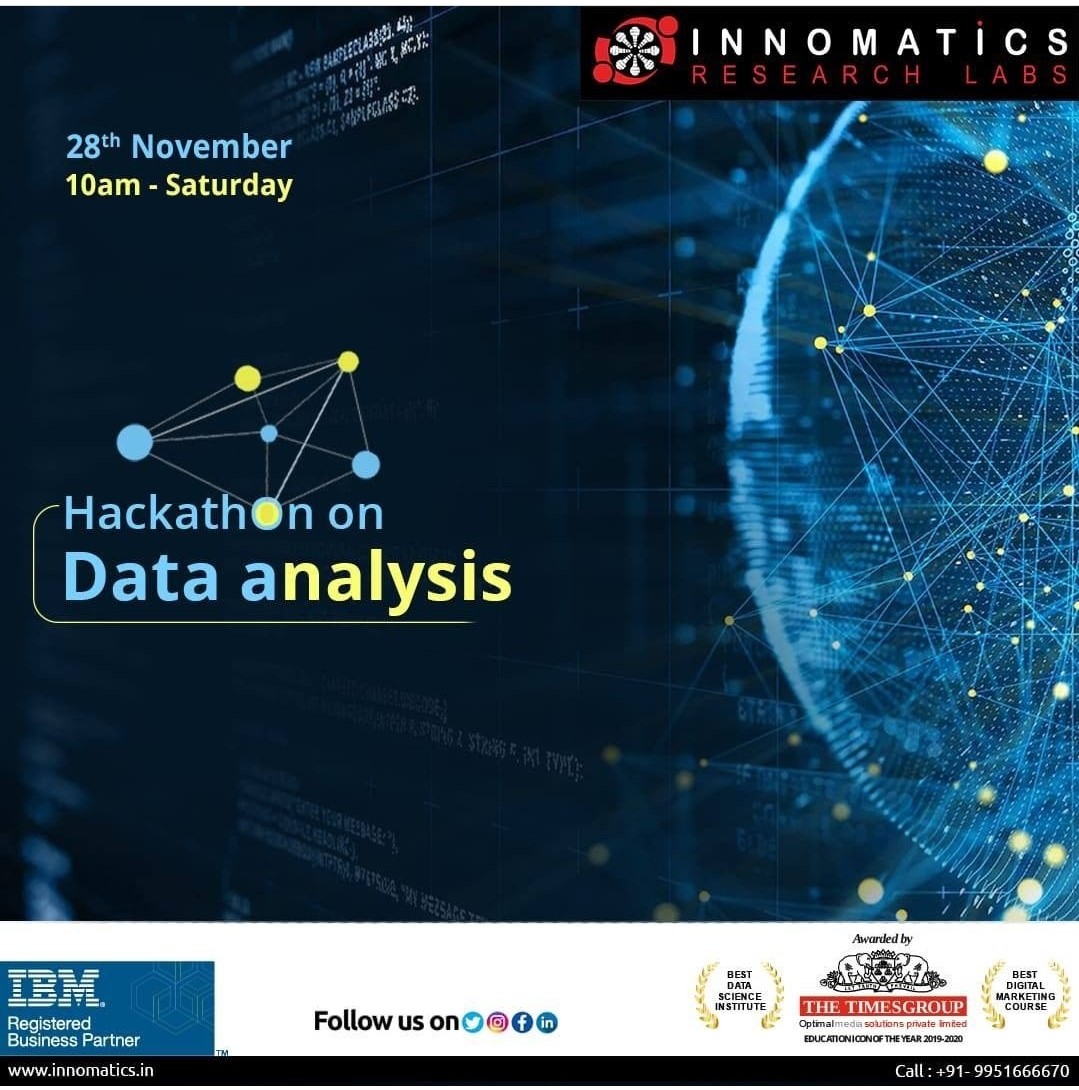 INNOMATiCS
RESEARCH LABS
28th November
10am - Saturday
Hackathon on
Data analysis
Awarded by
BEST
DATA
SCIENCE
INSTITUTE
THE TIMES GROUP
Optimal media solutions private limited
EDUCATION ICON OF THE YEAR 2019-2020
BEST
DIGITAL
MARKETING
COURSE
IBM®
Registered
Business Partner
TM
Follow us on
www.innomatics.in
Call : +91- 9951666670